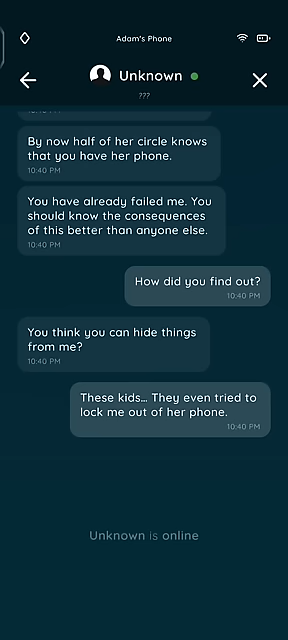 Adam's Phone
Unknown
???
By now half of her circle knows
that you have her phone.
10:40 PM
You have already failed me. You
should know the consequences
of this better than anyone else.
10:40 PM
How did you find out?
10:40 PM
You think you can hide things
from me?
10:40 PM
These kids... They even tried to
lock me out of her phone.
10:40 PM
Unknown is online